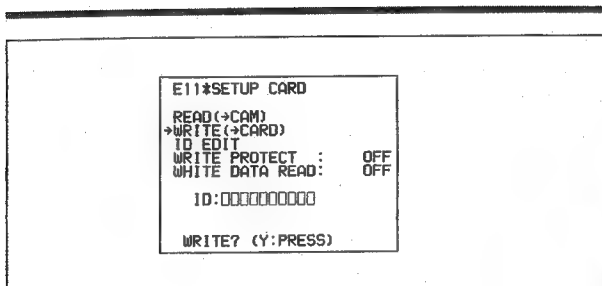 E11*SETUP CARD
READ(→CAM)
→WRITE(→CARD)
ID EDIT
WRITE PROTECT : OFF
WHITE DATA READ: OFF
ID:▯▯▯▯▯▯▯▯▯▯
WRITE? (Y:PRESS)